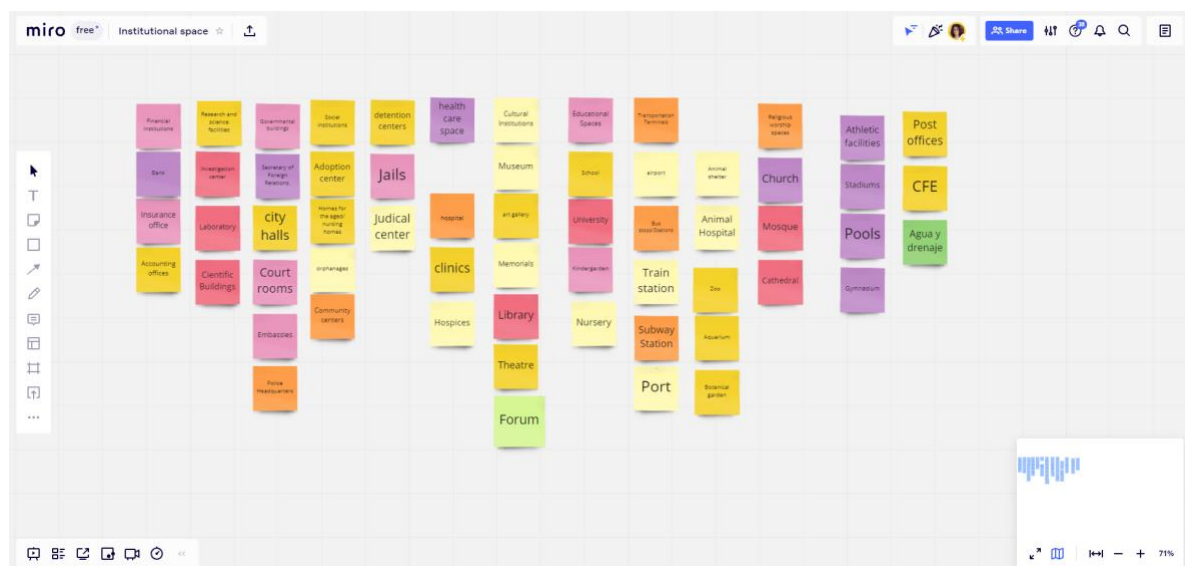 miro
free
Institutional space
Share
38
Financial
Institutions
Bank
Insurance
office
Accounting
offices
Research and
science
facilities
Investigation
center
Laboratory
Cientific
Buildings
Governmental
buildings
Secretary of
Foreign
Relations.
city
halls
Court
rooms
Embassies
Police
Headquarters
Social
institutions
Adoption
center
Homes for
the aged/
nursing
homes
orphanages
Community
centers
detention
centers
Jails
Judical
center
health
care
space
hospital
clinics
Hospices
Cultural
Institutions
Museum
art gallery
Memorials
Library
Theatre
Forum
Educational
Spaces
School
University
Kindergarden
Nursery
Transportation
Terminals
airport
Bus
stops/Stations
Train
station
Subway
Station
Port
Animal
shelter
Animal
Hospital
Zoo
Aquarium
Botanical
garden
Religious
worship
spaces
Church
Mosque
Cathedral
Athletic
facilities
Stadiums
Pools
Gymnasium
Post
offices
CFE
Agua y
drenaje
71%